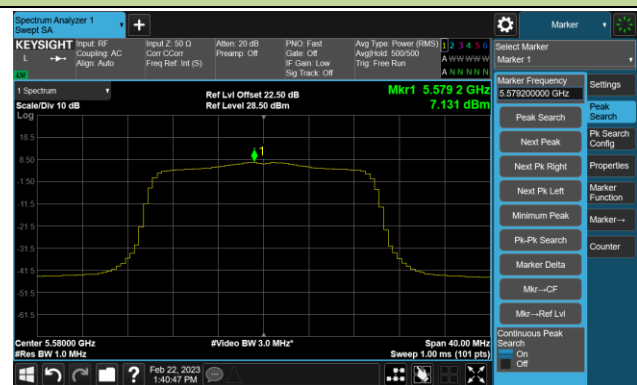 Spectrum Analyzer 1
Swept SA
Marker
KEYSIGHT
L
LXI
Input: RF
Coupling: AC
Align: Auto
Input Z: 50 Ω
Corr CCorr
Freq Ref: Int (S)
Atten: 20 dB
Preamp: Off
PNO: Fast
Gate: Off
IF Gain: Low
Sig Track: Off
Avg Type: Power (RMS)
Avg|Hold: 500/500
Trig: Free Run
1 2 3 4 5 6
A W W W W W
A N N N N N
Select Marker
Marker 1
1 Spectrum
Scale/Div 10 dB
Log
Ref Lvl Offset 22.50 dB
Ref Level 28.50 dBm
Mkr1 5.579 2 GHz
7.131 dBm
18.5
8.50
-1.50
-11.5
-21.5
-31.5
-41.5
-51.5
-61.5
1
Center 5.58000 GHz
#Res BW 1.0 MHz
#Video BW 3.0 MHz*
Span 40.00 MHz
Sweep 1.00 ms (101 pts)
Marker Frequency
5.579200000 GHz
Peak Search
Next Peak
Next Pk Right
Next Pk Left
Minimum Peak
Pk-Pk Search
Marker Delta
Mkr→CF
Mkr→Ref Lvl
Continuous Peak
Search
On
Off
Settings
Peak
Search
Pk Search
Config
Properties
Marker
Function
Marker→
Counter
?
Feb 22, 2023
1:40:47 PM